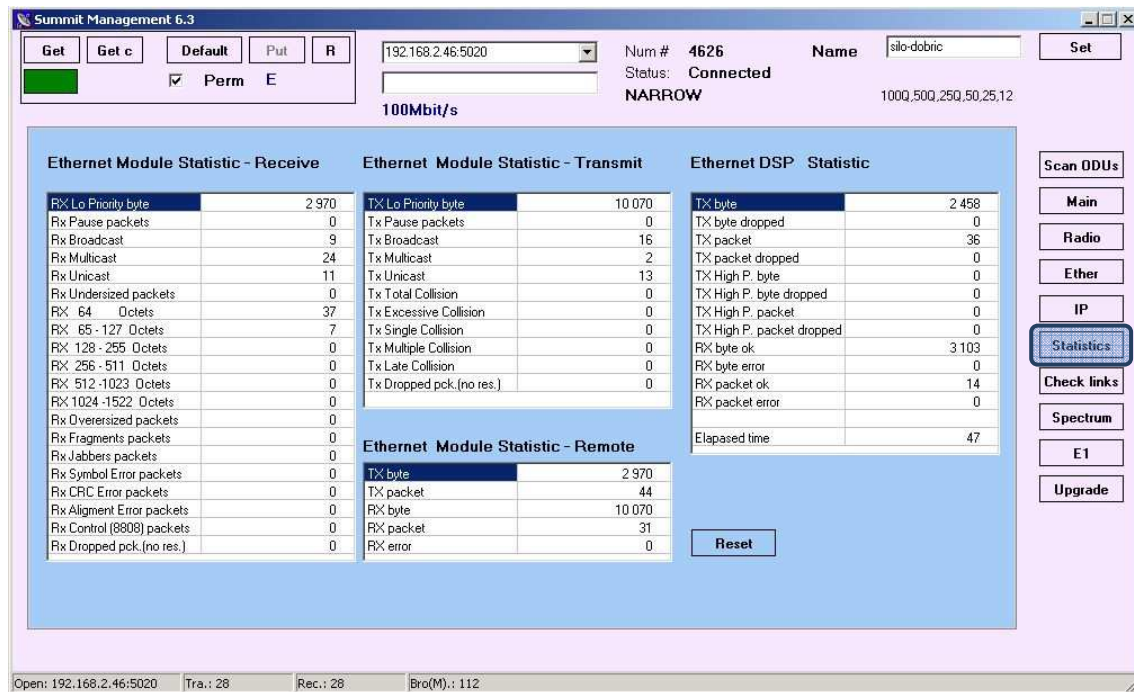 Summit Management 6.3
Get Get c Default Put R
Perm E
192.168.2.46:5020
100Mbit/s
Num # 4626 Name silo-dobric Set
Status: Connected
NARROW 100Q,50Q,25Q,50,25,12
Ethernet Module Statistic - Receive
RX Lo Priority byte 2 970
Rx Pause packets 0
Rx Broadcast 9
Rx Multicast 24
Rx Unicast 11
Rx Undersized packets 0
RX 64 Octets 37
RX 65 - 127 Octets 7
RX 128 - 255 Octets 0
RX 256 - 511 Octets 0
RX 512 -1023 Octets 0
RX 1024 -1522 Octets 0
Rx Overersized packets 0
Rx Fragments packets 0
Rx Jabbers packets 0
Rx Symbol Error packets 0
Rx CRC Error packets 0
Rx Aligment Error packets 0
Rx Control (8808) packets 0
Rx Dropped pck.(no res.) 0
Ethernet Module Statistic - Transmit
TX Lo Priority byte 10 070
Tx Pause packets 0
Tx Broadcast 16
Tx Multicast 2
Tx Unicast 13
Tx Total Collision 0
Tx Excessive Collision 0
Tx Single Collision 0
Tx Multiple Collision 0
Tx Late Collision 0
Tx Dropped pck.(no res.) 0
Ethernet Module Statistic - Remote
TX byte 2 970
TX packet 44
RX byte 10 070
RX packet 31
RX error 0
Ethernet DSP Statistic
TX byte 2 458
TX byte dropped 0
TX packet 36
TX packet dropped 0
TX High P. byte 0
TX High P. byte dropped 0
TX High P. packet 0
TX High P. packet dropped 0
RX byte ok 3 103
RX byte error 0
RX packet ok 14
RX packet error 0
Elapased time 47
Reset
Scan ODUs
Main
Radio
Ether
IP
Statistics
Check links
Spectrum
E1
Upgrade
Open: 192.168.2.46:5020 Tra.: 28 Rec.: 28 Bro(M).: 112